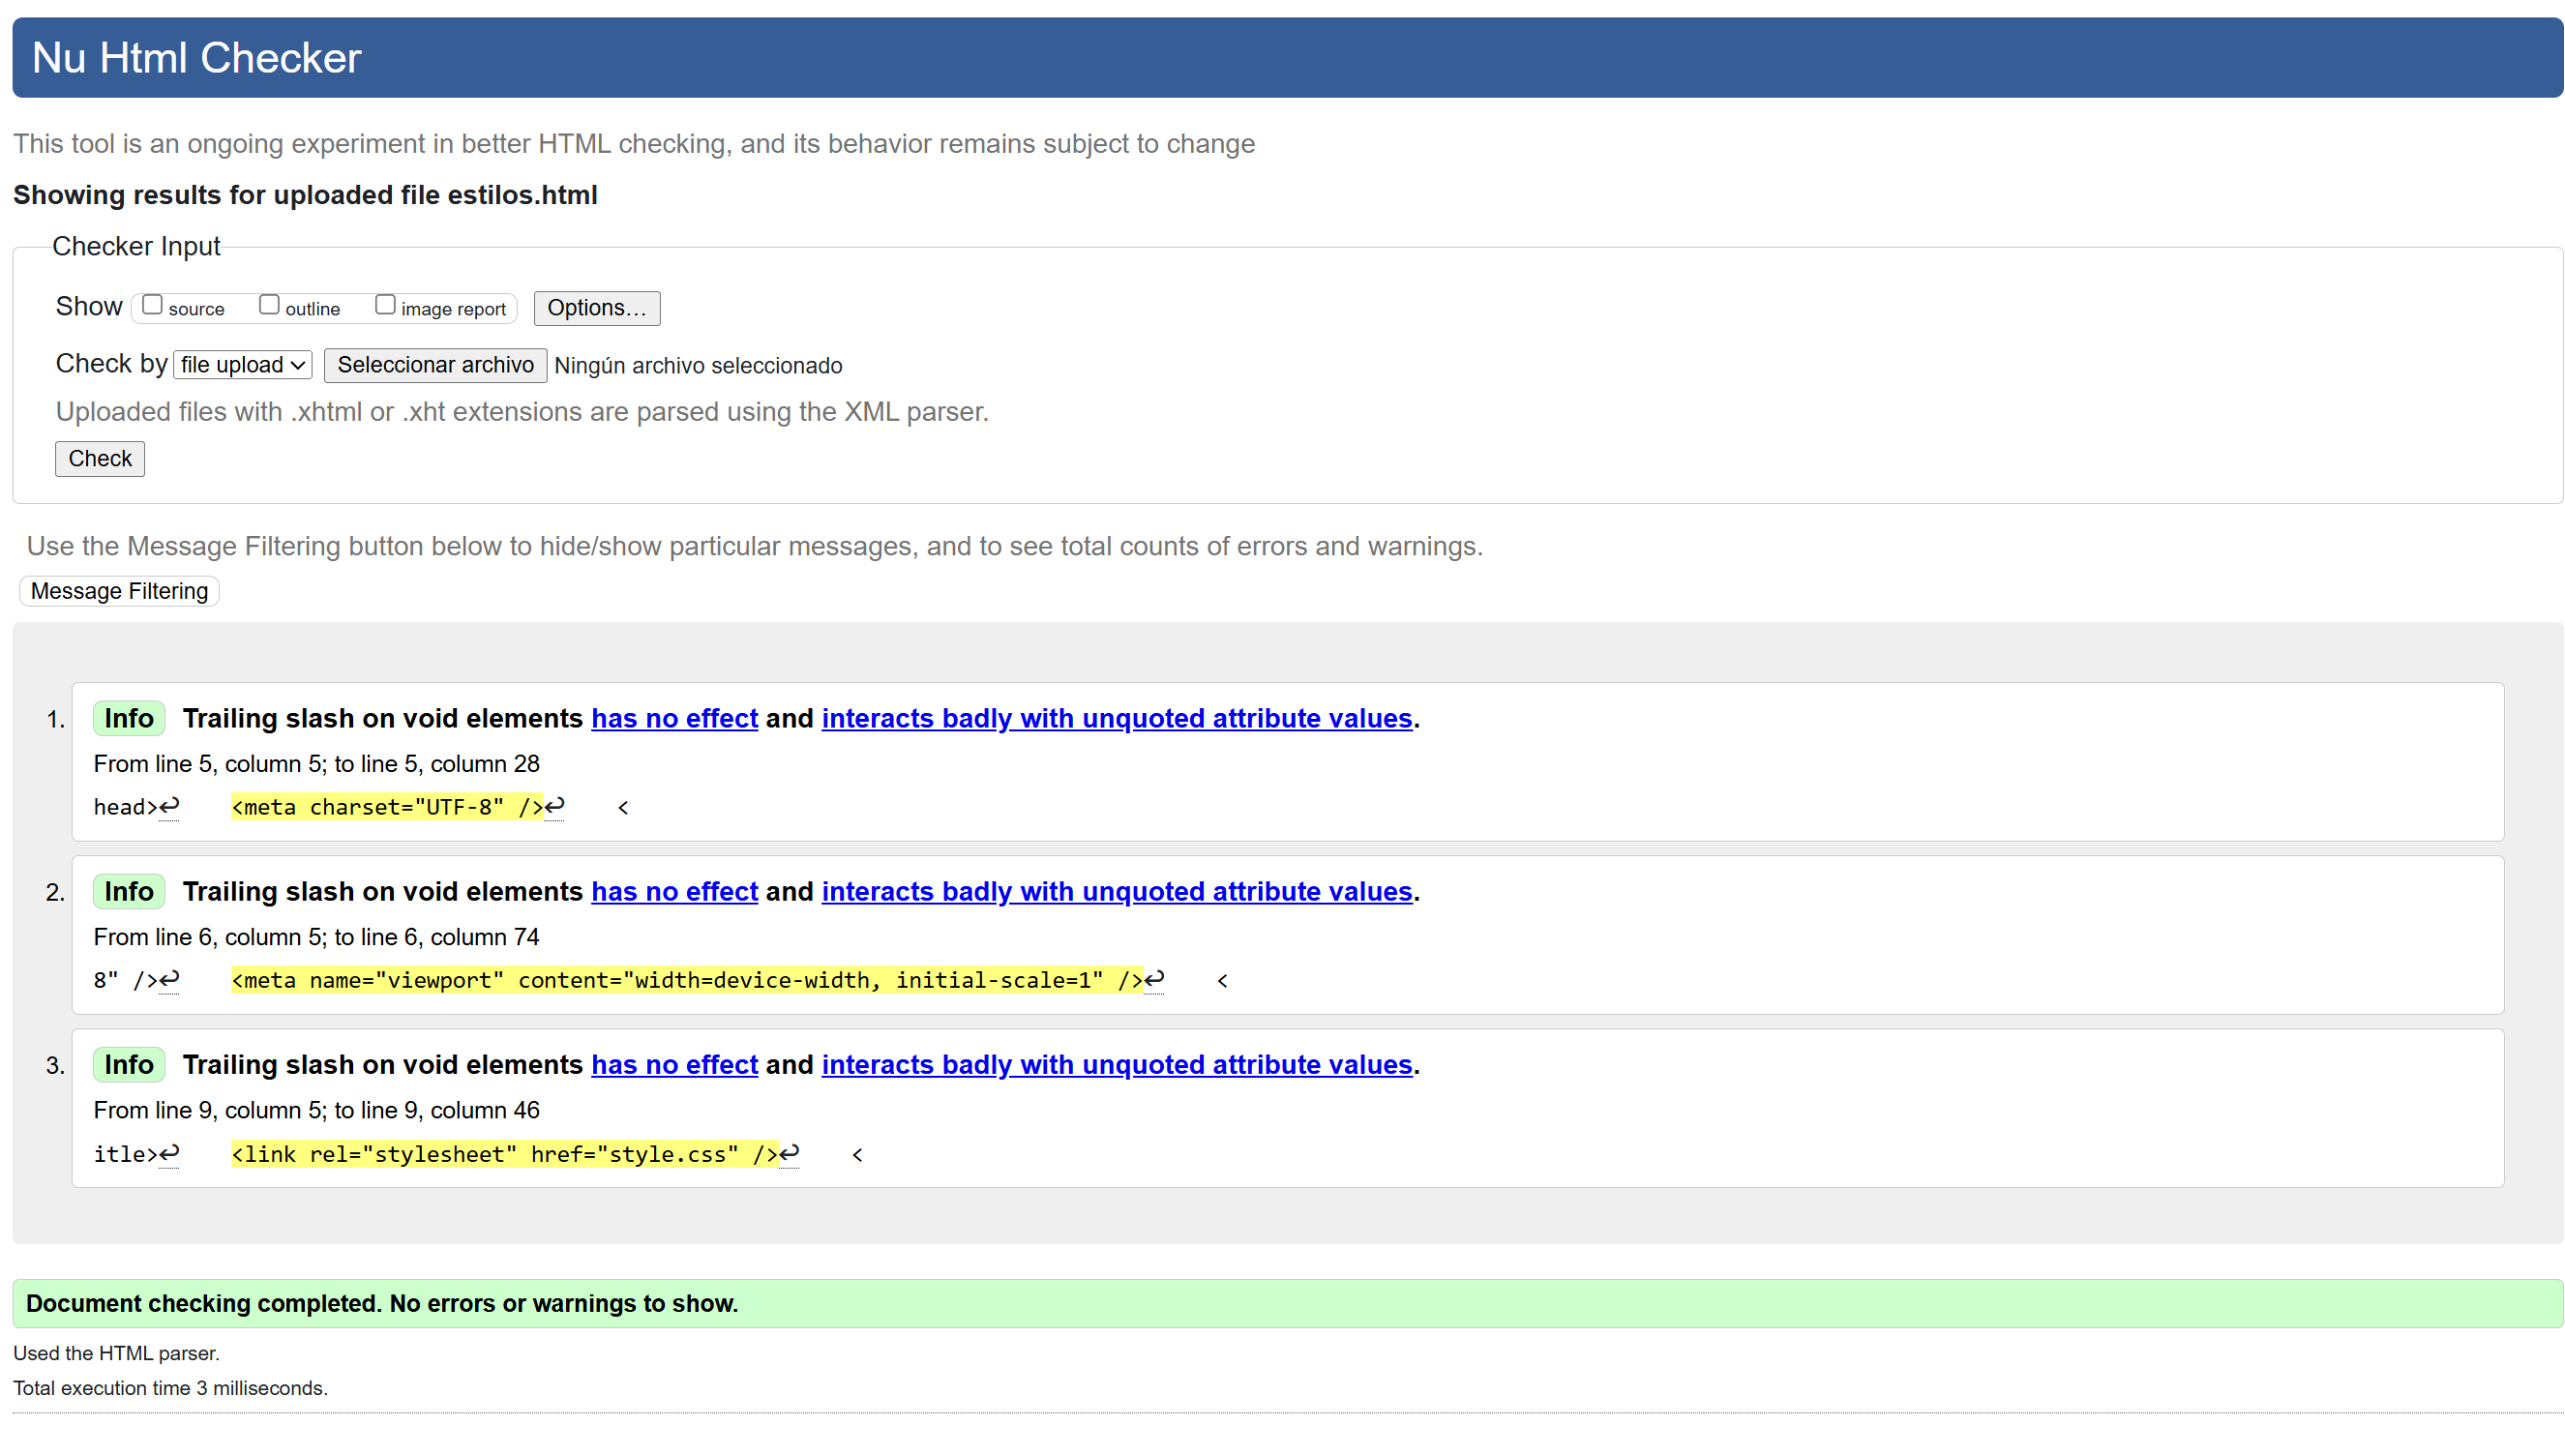 Nu Html Checker
This tool is an ongoing experiment in better HTML checking, and its behavior remains subject to change
Showing results for uploaded file estilos.html
Checker Input
Show source outline image report Options…
Check by file upload Seleccionar archivo Ningún archivo seleccionado
Uploaded files with .xhtml or .xht extensions are parsed using the XML parser.
Check
Use the Message Filtering button below to hide/show particular messages, and to see total counts of errors and warnings.
Message Filtering
1. Info Trailing slash on void elements has no effect and interacts badly with unquoted attribute values.
From line 5, column 5; to line 5, column 28
head>↩    <meta charset="UTF-8" />↩    <
2. Info Trailing slash on void elements has no effect and interacts badly with unquoted attribute values.
From line 6, column 5; to line 6, column 74
8" />↩    <meta name="viewport" content="width=device-width, initial-scale=1" />↩    <
3. Info Trailing slash on void elements has no effect and interacts badly with unquoted attribute values.
From line 9, column 5; to line 9, column 46
itle>↩    <link rel="stylesheet" href="style.css" />↩    <
Document checking completed. No errors or warnings to show.
Used the HTML parser.
Total execution time 3 milliseconds.